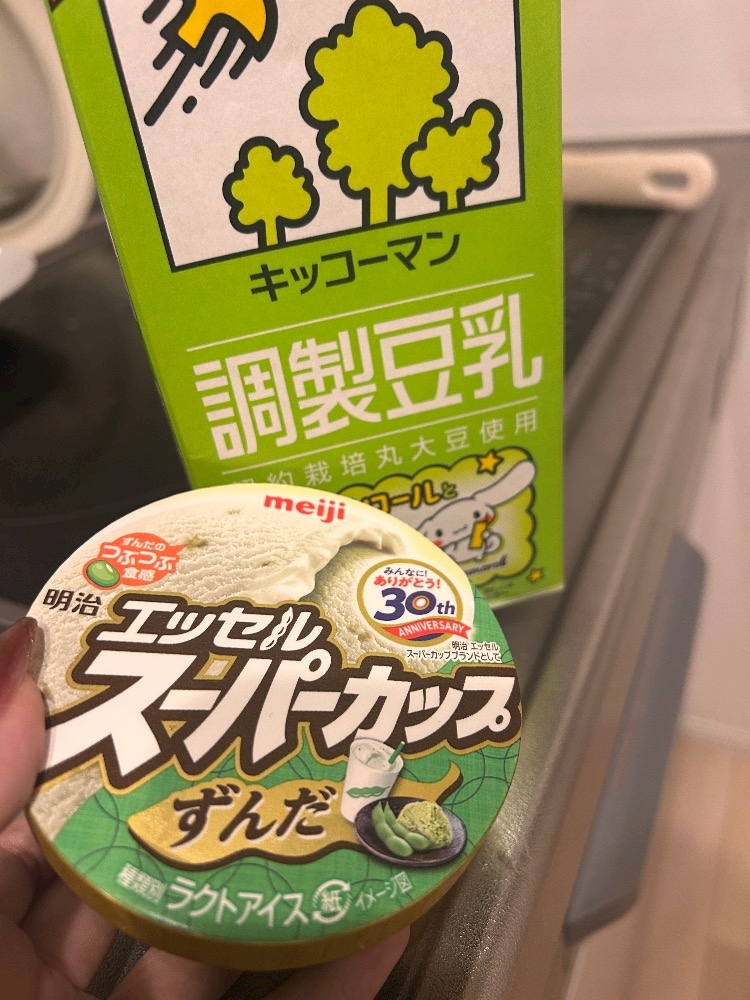 キッコーマン
調製豆乳
約栽培丸大豆使用
コールと
meiji
ずんだの
つぶつぶ
食感
みんなに!
ありがとう!
30th
ANNIVERSARY
明治 エッセル
スーパーカップブランドとして
明治
エッセル
スーパーカップ
ずんだ
種類別 ラクトアイス 紙 イメージ図